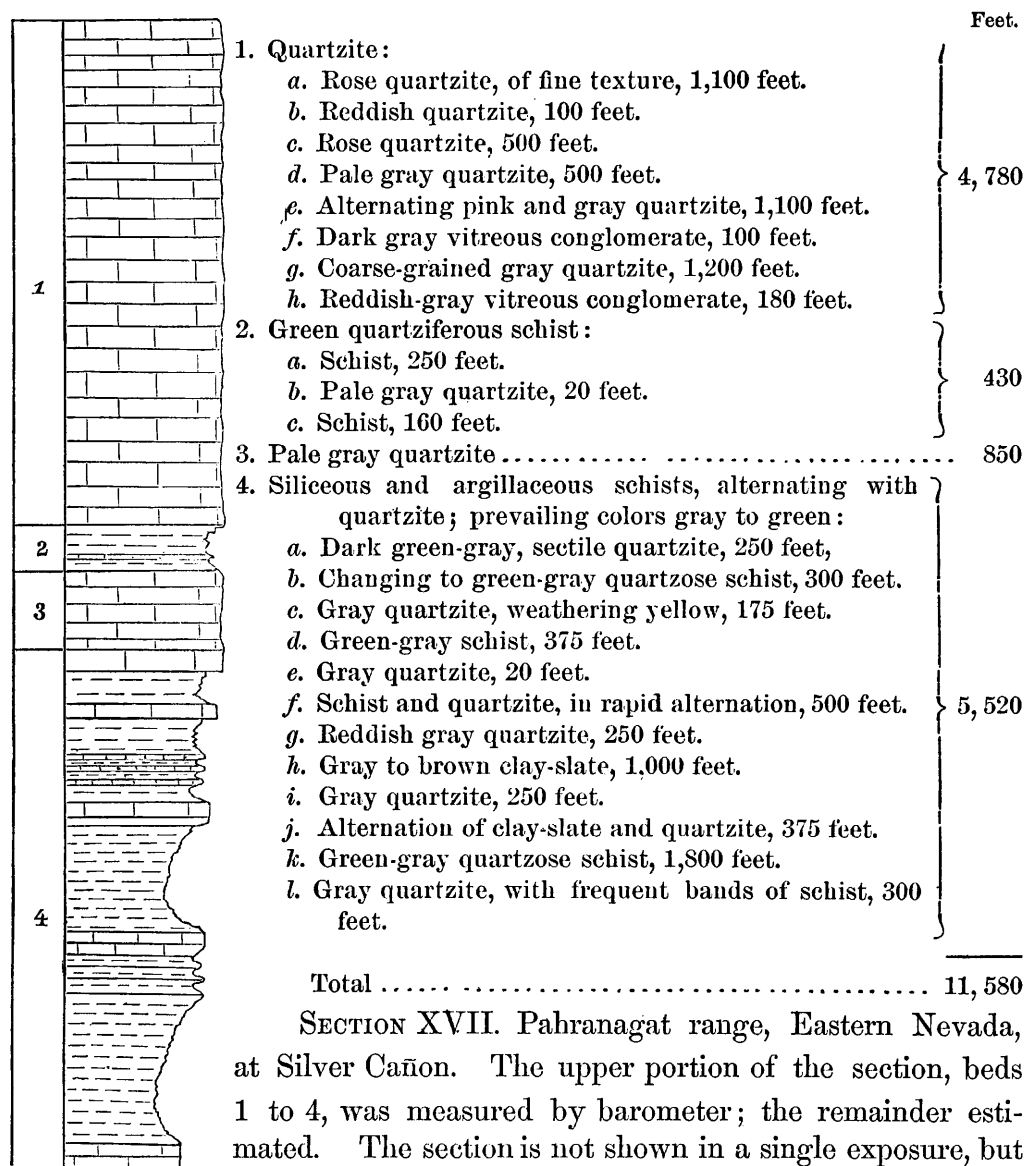 Feet.
1. Quartzite:
a. Rose quartzite, of fine texture, 1,100 feet.
b. Reddish quartzite, 100 feet.
c. Rose quartzite, 500 feet.
d. Pale gray quartzite, 500 feet.
e. Alternating pink and gray quartzite, 1,100 feet.
f. Dark gray vitreous conglomerate, 100 feet.
g. Coarse-grained gray quartzite, 1,200 feet.
h. Reddish-gray vitreous conglomerate, 180 feet.
4,780
2. Green quartziferous schist:
a. Schist, 250 feet.
b. Pale gray quartzite, 20 feet.
c. Schist, 160 feet.
430
3. Pale gray quartzite ........... ...................... 850
4. Siliceous and argillaceous schists, alternating with
quartzite; prevailing colors gray to green:
a. Dark green-gray, sectile quartzite, 250 feet,
b. Changing to green-gray quartzose schist, 300 feet.
c. Gray quartzite, weathering yellow, 175 feet.
d. Green-gray schist, 375 feet.
e. Gray quartzite, 20 feet.
f. Schist and quartzite, in rapid alternation, 500 feet.
g. Reddish gray quartzite, 250 feet.
h. Gray to brown clay-slate, 1,000 feet.
i. Gray quartzite, 250 feet.
j. Alternation of clay-slate and quartzite, 375 feet.
k. Green-gray quartzose schist, 1,800 feet.
l. Gray quartzite, with frequent bands of schist, 300
feet.
5,520
Total ...... .................................... 11,580
SECTION XVII. Pahranagat range, Eastern Nevada,
at Silver Cañon. The upper portion of the section, beds
1 to 4, was measured by barometer; the remainder esti-
mated. The section is not shown in a single exposure, but
1
2
3
4